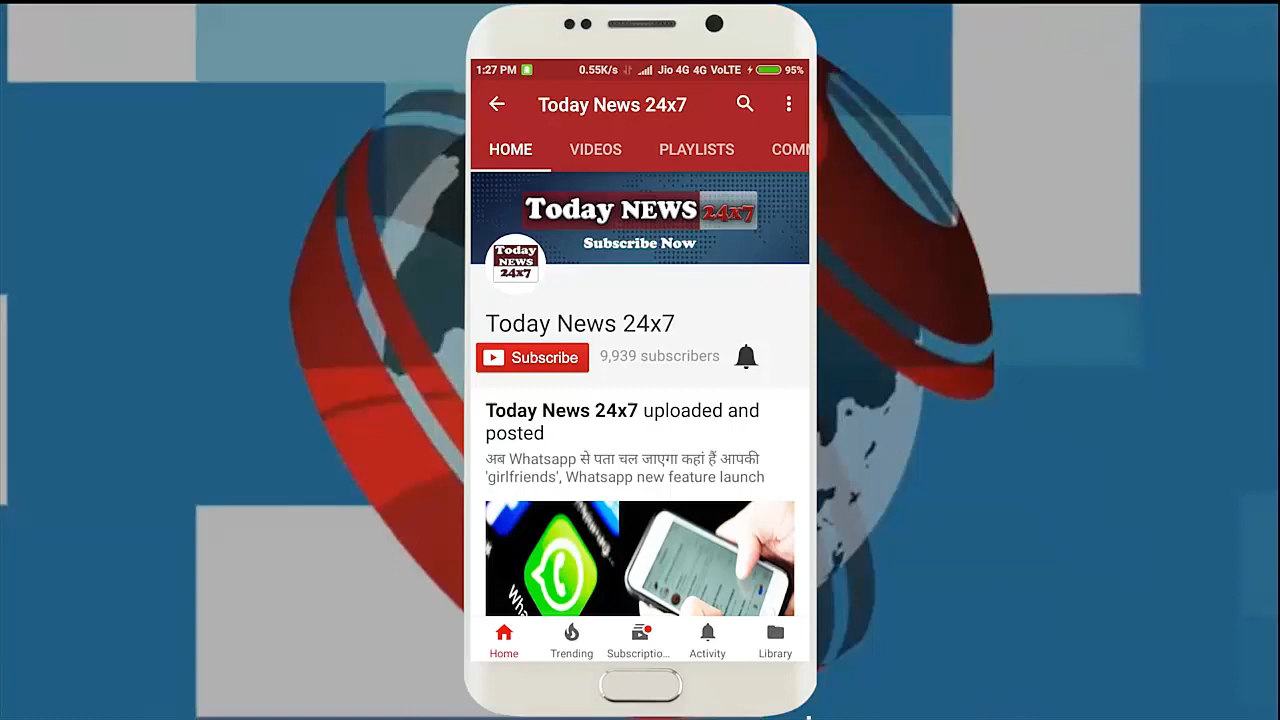 1:27 PM 0.55K/s Jio 4G 4G VoLTE 95%
Today News 24x7
HOME VIDEOS PLAYLISTS COMM
Today NEWS 24x7
Subscribe Now
Today
NEWS
24x7
Today News 24x7
Subscribe 9,939 subscribers
Today News 24x7 uploaded and
posted
अब Whatsapp से पता चल जाएगा कहां हैं आपकी
'girlfriends', Whatsapp new feature launch
Wha
Home Trending Subscriptio... Activity Library